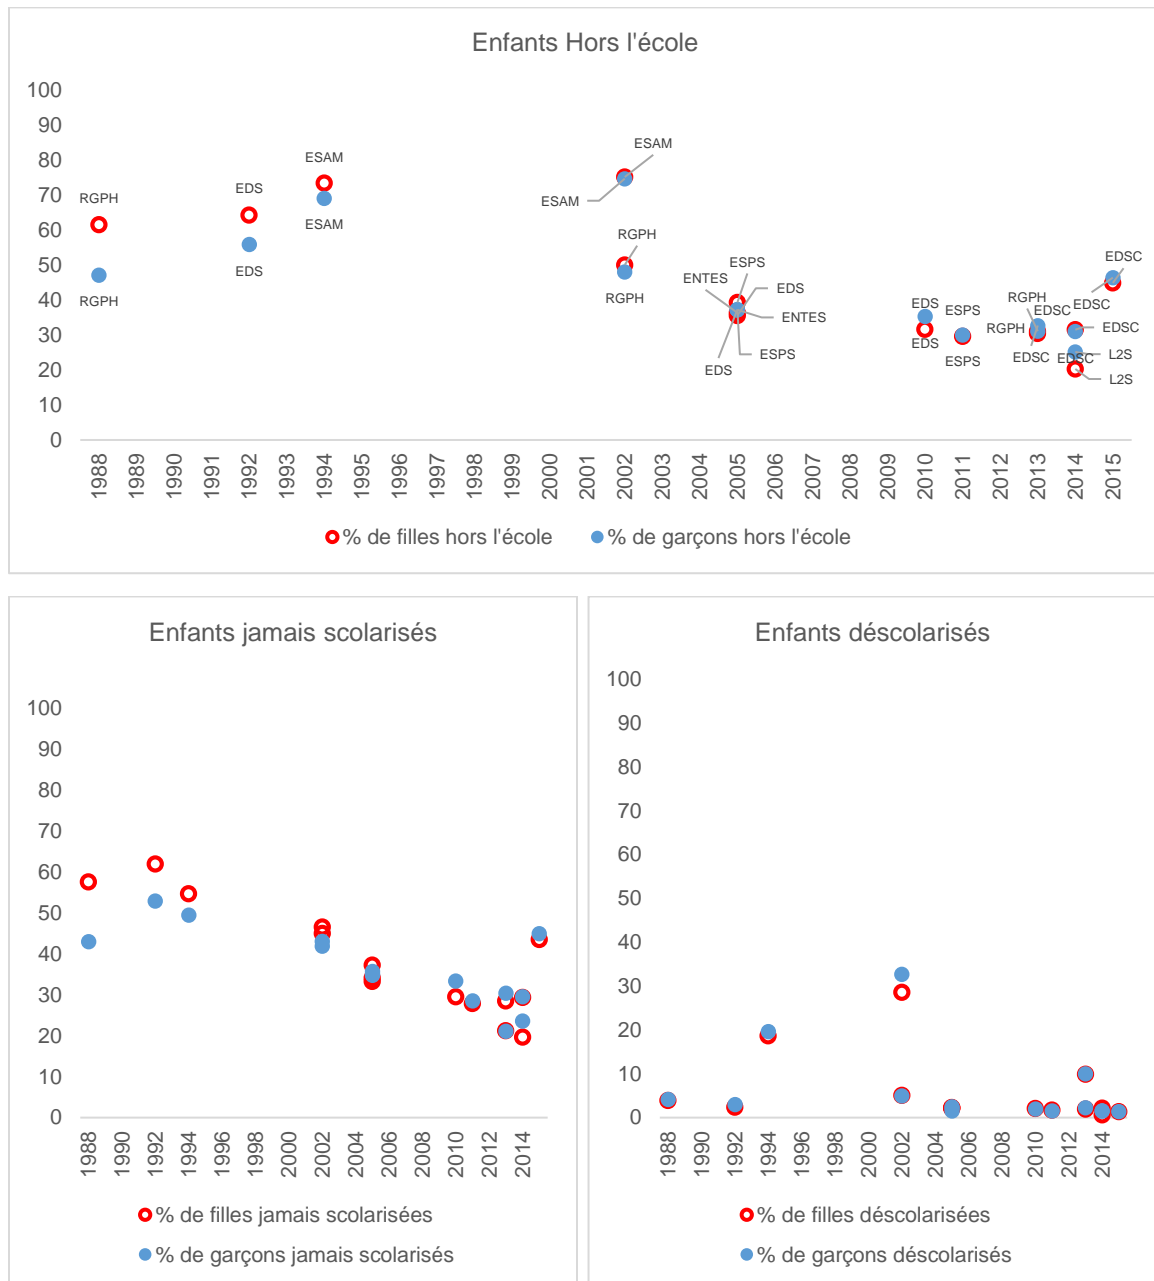 Enfants Hors l'école
100
90
80
70
60
50
40
30
20
10
0
RGPH
RGPH
EDS
EDS
ESAM
ESAM
ESAM
ESAM
RGPH
RGPH
ENTES
ESPS
EDS
ENTES
ESPS
EDS
EDS
EDS
ESPS
ESPS
RGPH
EDSC
RGPH
EDSC
EDSC
EDSC
L2S
L2S
EDSC
EDSC
1988 1989 1990 1991 1992 1993 1994 1995 1996 1997 1998 1999 2000 2001 2002 2003 2004 2005 2006 2007 2008 2009 2010 2011 2012 2013 2014 2015
% de filles hors l'école % de garçons hors l'école
Enfants jamais scolarisés
100
90
80
70
60
50
40
30
20
10
0
1988 1990 1992 1994 1996 1998 2000 2002 2004 2006 2008 2010 2012 2014
% de filles jamais scolarisées
% de garçons jamais scolarisés
Enfants déscolarisés
100
90
80
70
60
50
40
30
20
10
0
1988 1990 1992 1994 1996 1998 2000 2002 2004 2006 2008 2010 2012 2014
% de filles déscolarisées
% de garçons déscolarisés